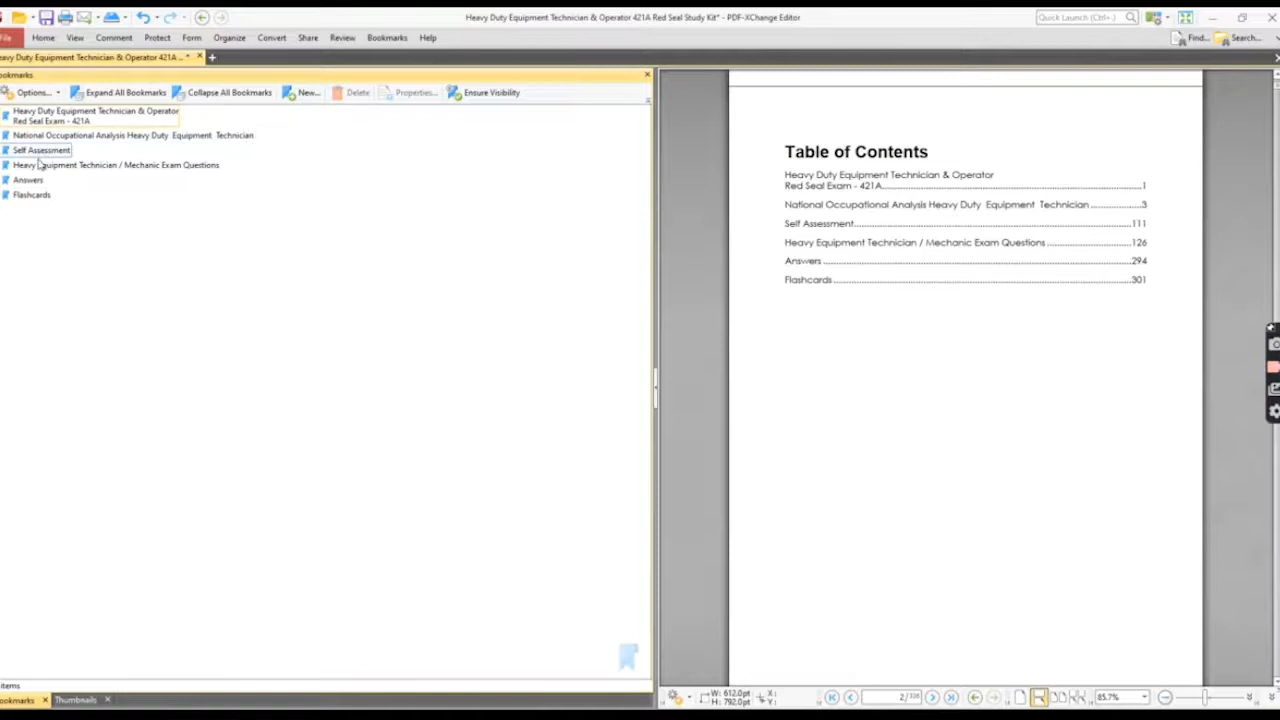 Heavy Duty Equipment Technician & Operator 421A Red Seal Study Kit* - PDF-XChange Editor
Quick Launch (Ctrl+.)
File Home View Comment Protect Form Organize Convert Share Review Bookmarks Help
Find... Search...
eavy Duty Equipment Technician & Operator 421A ... *
ookmarks
Options... Expand All Bookmarks Collapse All Bookmarks New... Delete Properties... Ensure Visibility
Heavy Duty Equipment Technician & Operator
Red Seal Exam - 421A
National Occupational Analysis Heavy Duty Equipment Technician
Self Assessment
Heavy Equipment Technician / Mechanic Exam Questions
Answers
Flashcards
Table of Contents
Heavy Duty Equipment Technician & Operator
Red Seal Exam - 421A 1
National Occupational Analysis Heavy Duty Equipment Technician 3
Self Assessment 111
Heavy Equipment Technician / Mechanic Exam Questions 126
Answers 294
Flashcards 301
items
ookmarks Thumbnails
W: 612.0pt
H: 792.0pt
X:
Y:
2/
85.7%